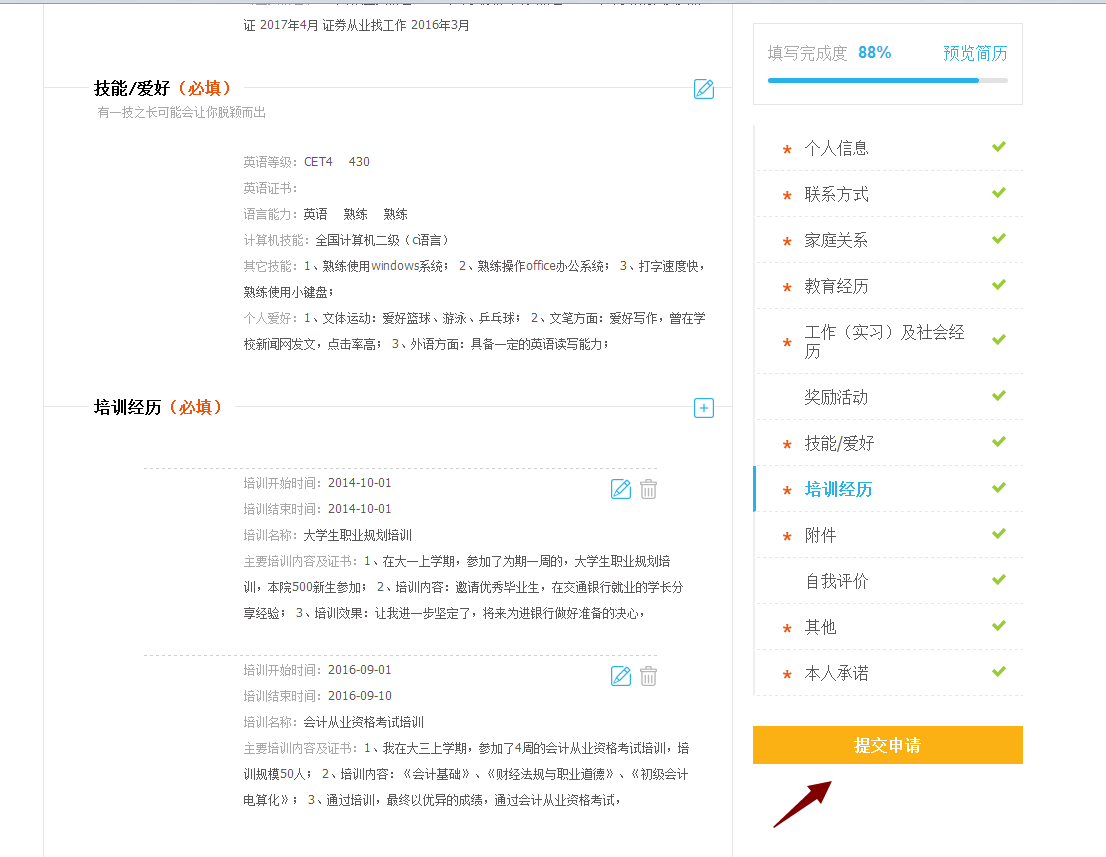 证 2017年4月 证券从业找工作 2016年3月
技能/爱好（必填）
有一技之长可能会让你脱颖而出
英语等级：CET4 430
英语证书：
语言能力：英语 熟练 熟练
计算机技能：全国计算机二级（c语言）
其它技能：1、熟练使用windows系统； 2、熟练操作office办公系统； 3、打字速度快，
熟练使用小键盘；
个人爱好：1、文体运动：爱好篮球、游泳、乒乓球； 2、文笔方面：爱好写作，曾在学
校新闻网发文，点击率高； 3、外语方面：具备一定的英语读写能力；
培训经历（必填）
培训开始时间：2014-10-01
培训结束时间：2014-10-01
培训名称：大学生职业规划培训
主要培训内容及证书：1、在大一上学期，参加了为期一周的，大学生职业规划培
训，本院500新生参加； 2、培训内容：邀请优秀毕业生，在交通银行就业的学长分
享经验； 3、培训效果：让我进一步坚定了，将来为进银行做好准备的决心，
培训开始时间：2016-09-01
培训结束时间：2016-09-10
培训名称：会计从业资格考试培训
主要培训内容及证书：1、我在大三上学期，参加了4周的会计从业资格考试培训，培
训规模50人； 2、培训内容：《会计基础》、《财经法规与职业道德》、《初级会计
电算化》； 3、通过培训，最终以优异的成绩，通过会计从业资格考试，
填写完成度 88% 预览简历
* 个人信息
* 联系方式
* 家庭关系
* 教育经历
* 工作（实习）及社会经
历
奖励活动
* 技能/爱好
* 培训经历
* 附件
自我评价
* 其他
* 本人承诺
提交申请